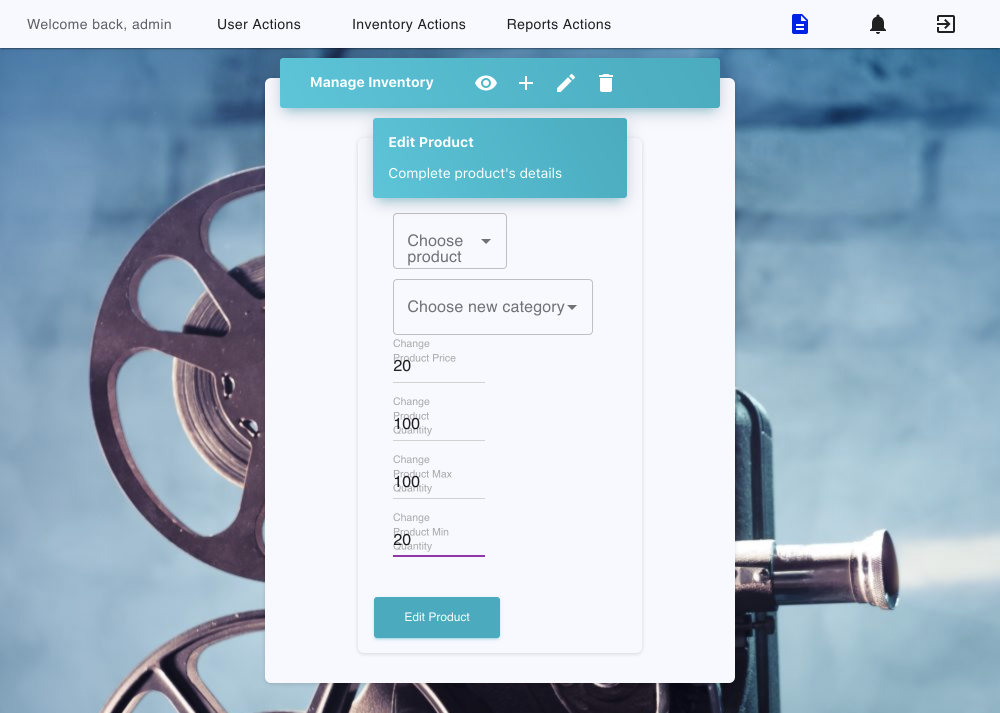 Welcome back, admin User Actions Inventory Actions Reports Actions
Manage Inventory
Edit Product
Complete product's details
Choose
product
Choose new category
Change
Product Price
20
Change
Product
Quantity
100
Change
Product Max
Quantity
100
Change
Product Min
Quantity
20
Edit Product